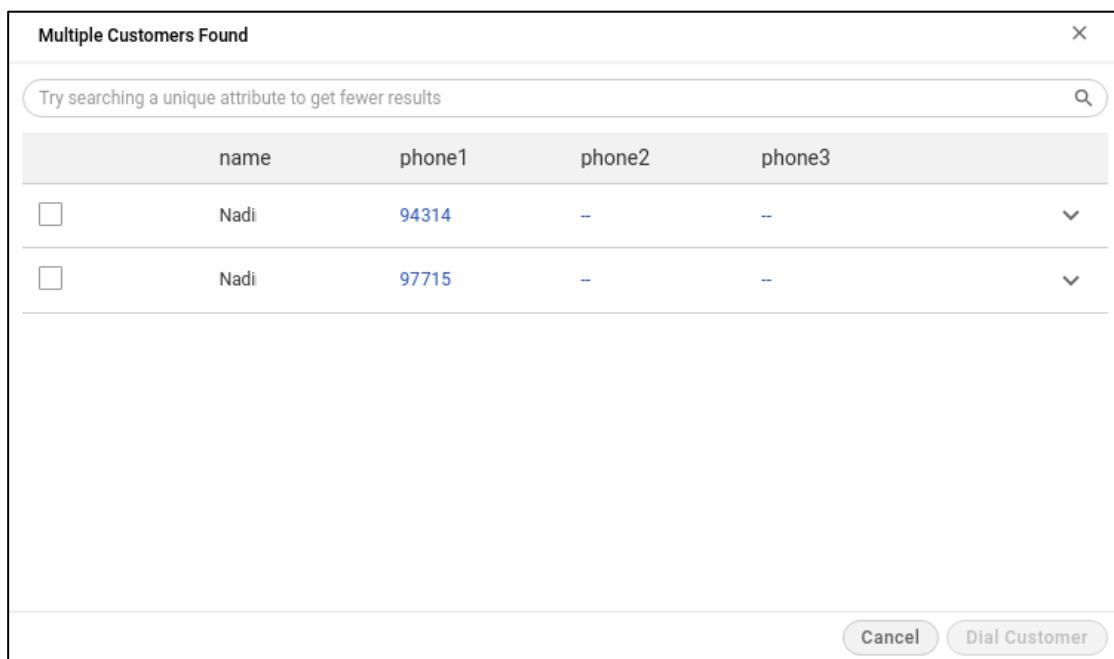 Multiple Customers Found
Try searching a unique attribute to get fewer results
name phone1 phone2 phone3
Nadi 94314 -- --
Nadi 97715 -- --
Cancel Dial Customer